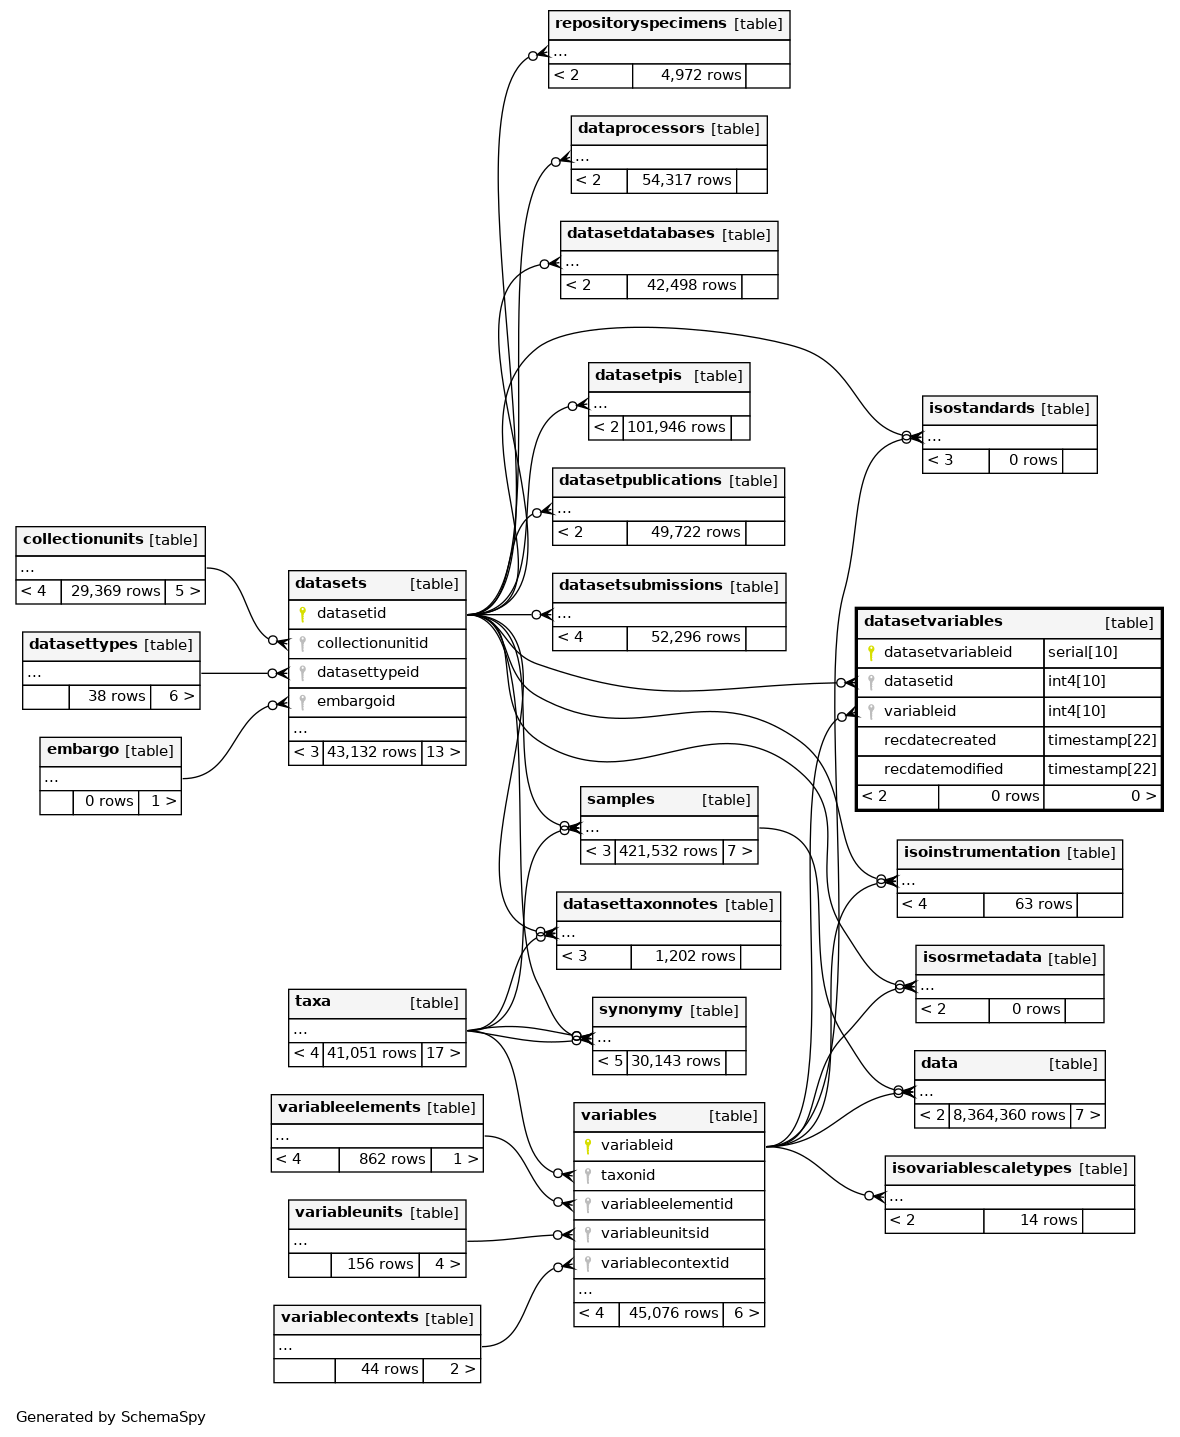 repositoryspecimens [table]
...
< 2 4,972 rows
dataprocessors [table]
...
< 2 54,317 rows
datasetdatabases [table]
...
< 2 42,498 rows
datasetpis [table]
...
< 2 101,946 rows
isostandards [table]
...
< 3 0 rows
datasetpublications [table]
...
< 2 49,722 rows
collectionunits [table]
...
< 4 29,369 rows 5 >
datasettypes [table]
...
38 rows 6 >
embargo [table]
...
0 rows 1 >
datasets [table]
datasetid
collectionunitid
datasettypeid
embargoid
...
< 3 43,132 rows 13 >
datasetsubmissions [table]
...
< 4 52,296 rows
datasetvariables [table]
datasetvariableid serial[10]
datasetid int4[10]
variableid int4[10]
recdatecreated timestamp[22]
recdatemodified timestamp[22]
< 2 0 rows 0 >
samples [table]
...
< 3 421,532 rows 7 >
isoinstrumentation [table]
...
< 4 63 rows
datasettaxonnotes [table]
...
< 3 1,202 rows
isosrmetadata [table]
...
< 2 0 rows
taxa [table]
...
< 4 41,051 rows 17 >
synonymy [table]
...
< 5 30,143 rows
data [table]
...
< 2 8,364,360 rows 7 >
variableelements [table]
...
< 4 862 rows 1 >
variables [table]
variableid
taxonid
variableelementid
variableunitsid
variablecontextid
...
< 4 45,076 rows 6 >
isovariablescaletypes [table]
...
< 2 14 rows
variableunits [table]
...
156 rows 4 >
variablecontexts [table]
...
44 rows 2 >
Generated by SchemaSpy